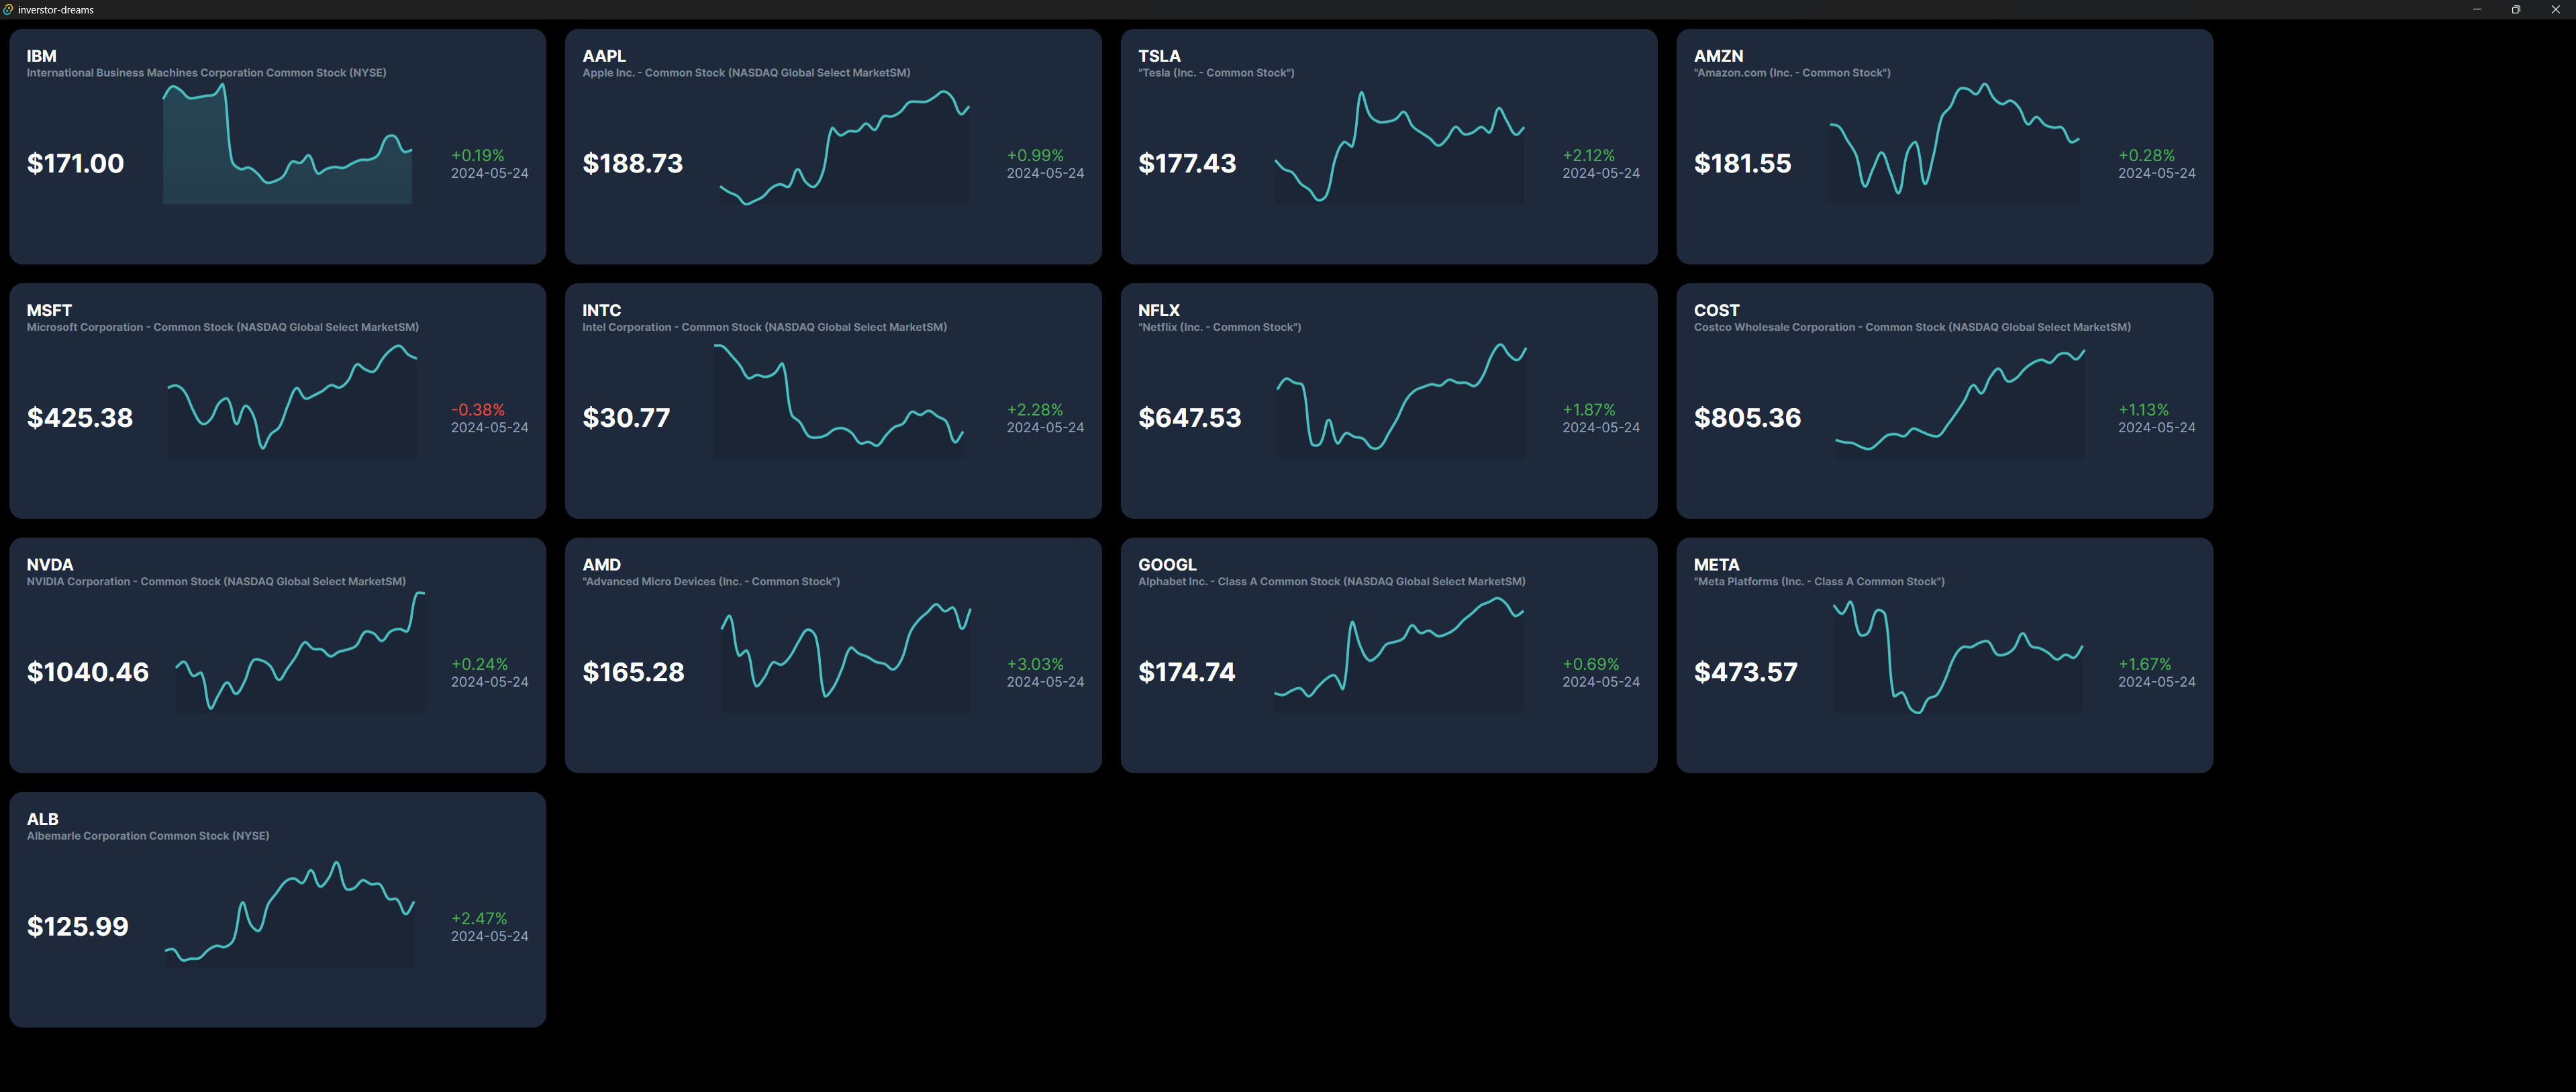 inverstor-dreams
IBM
International Business Machines Corporation Common Stock (NYSE)
$171.00
+0.19%
2024-05-24
AAPL
Apple Inc. - Common Stock (NASDAQ Global Select MarketSM)
$188.73
+0.99%
2024-05-24
TSLA
"Tesla (Inc. - Common Stock")
$177.43
+2.12%
2024-05-24
AMZN
"Amazon.com (Inc. - Common Stock")
$181.55
+0.28%
2024-05-24
MSFT
Microsoft Corporation - Common Stock (NASDAQ Global Select MarketSM)
$425.38
-0.38%
2024-05-24
INTC
Intel Corporation - Common Stock (NASDAQ Global Select MarketSM)
$30.77
+2.28%
2024-05-24
NFLX
"Netflix (Inc. - Common Stock")
$647.53
+1.87%
2024-05-24
COST
Costco Wholesale Corporation - Common Stock (NASDAQ Global Select MarketSM)
$805.36
+1.13%
2024-05-24
NVDA
NVIDIA Corporation - Common Stock (NASDAQ Global Select MarketSM)
$1040.46
+0.24%
2024-05-24
AMD
"Advanced Micro Devices (Inc. - Common Stock")
$165.28
+3.03%
2024-05-24
GOOGL
Alphabet Inc. - Class A Common Stock (NASDAQ Global Select MarketSM)
$174.74
+0.69%
2024-05-24
META
"Meta Platforms (Inc. - Class A Common Stock")
$473.57
+1.67%
2024-05-24
ALB
Albemarle Corporation Common Stock (NYSE)
$125.99
+2.47%
2024-05-24